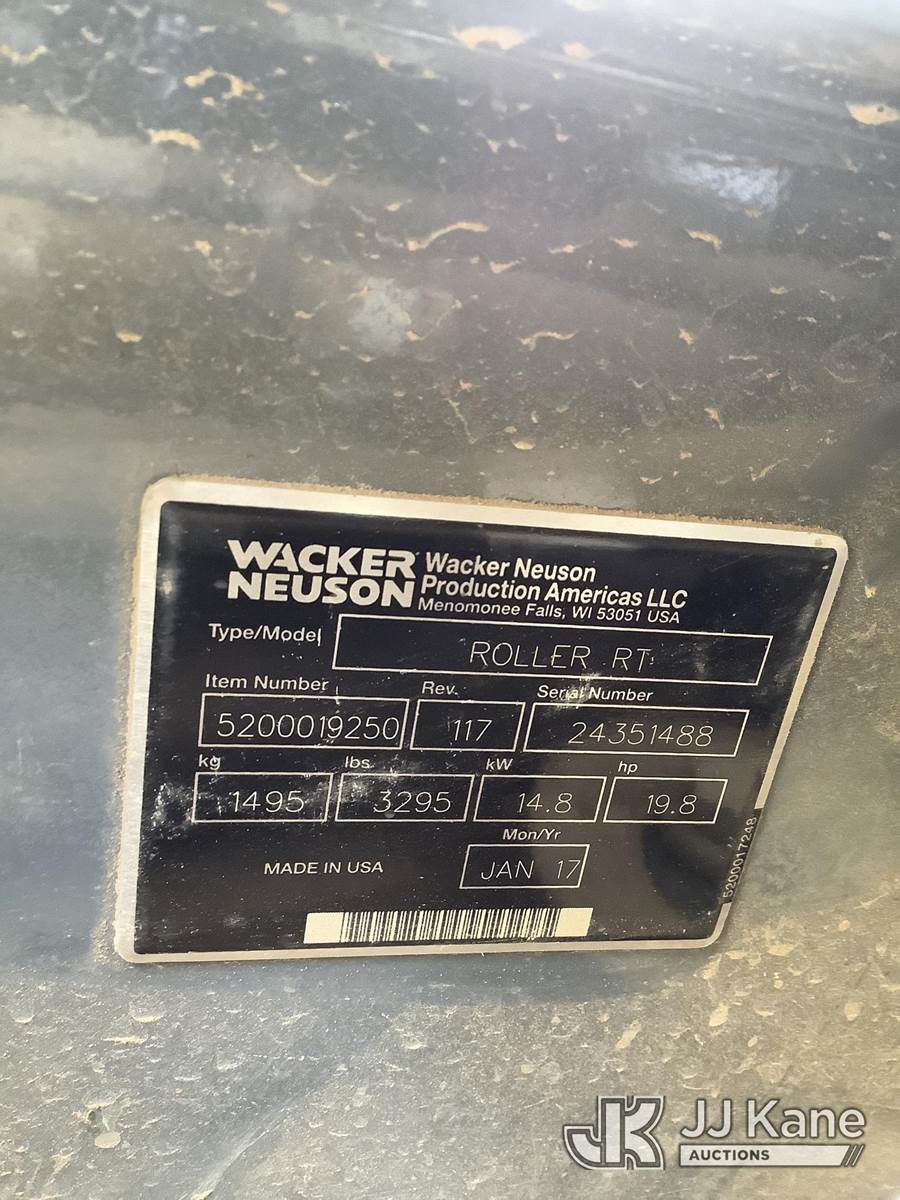 WACKER NEUSON
Wacker Neuson
Production Americas LLC
Menomonee Falls, WI 53051 USA
Type/Model
ROLLER RT
Item Number
Rev.
Serial Number
5200019250
117
24351488
kg
lbs
kW
hp
1495
3295
14.8
19.8
Mon/Yr
MADE IN USA
JAN 17
5200017248
JK
JJ Kane
AUCTIONS